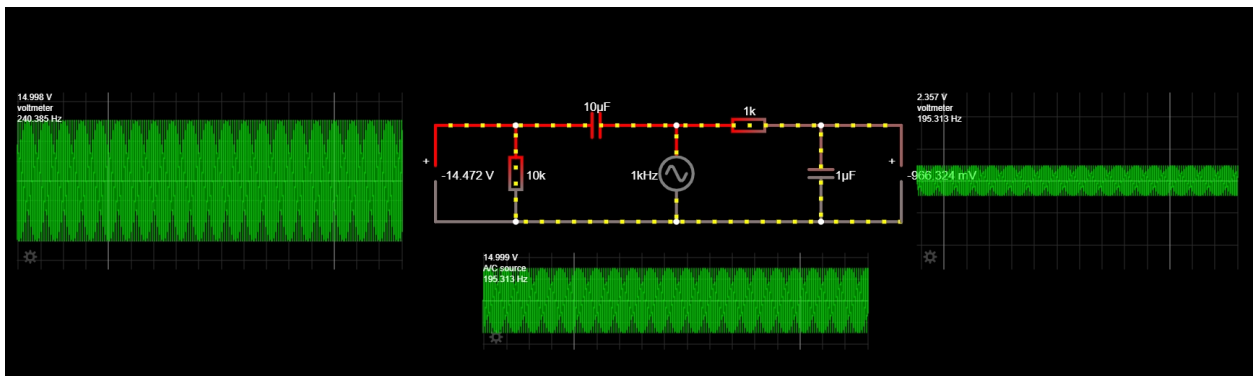 14.998 V
voltmeter
240.385 Hz
10µF
1k
2.357 V
voltmeter
195.313 Hz
+
-14.472 V
10k
1kHz
1µF
+
-966.324 mV
14.999 V
A/C source
195.313 Hz